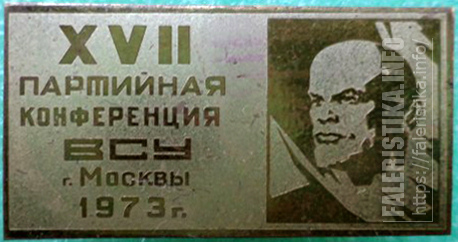 XVII
ПАРТИЙНАЯ
КОНФЕРЕНЦИЯ
ВСУ
г. Москвы
1973 г.
FALERISTIKA.INFO
https://faleristika.info